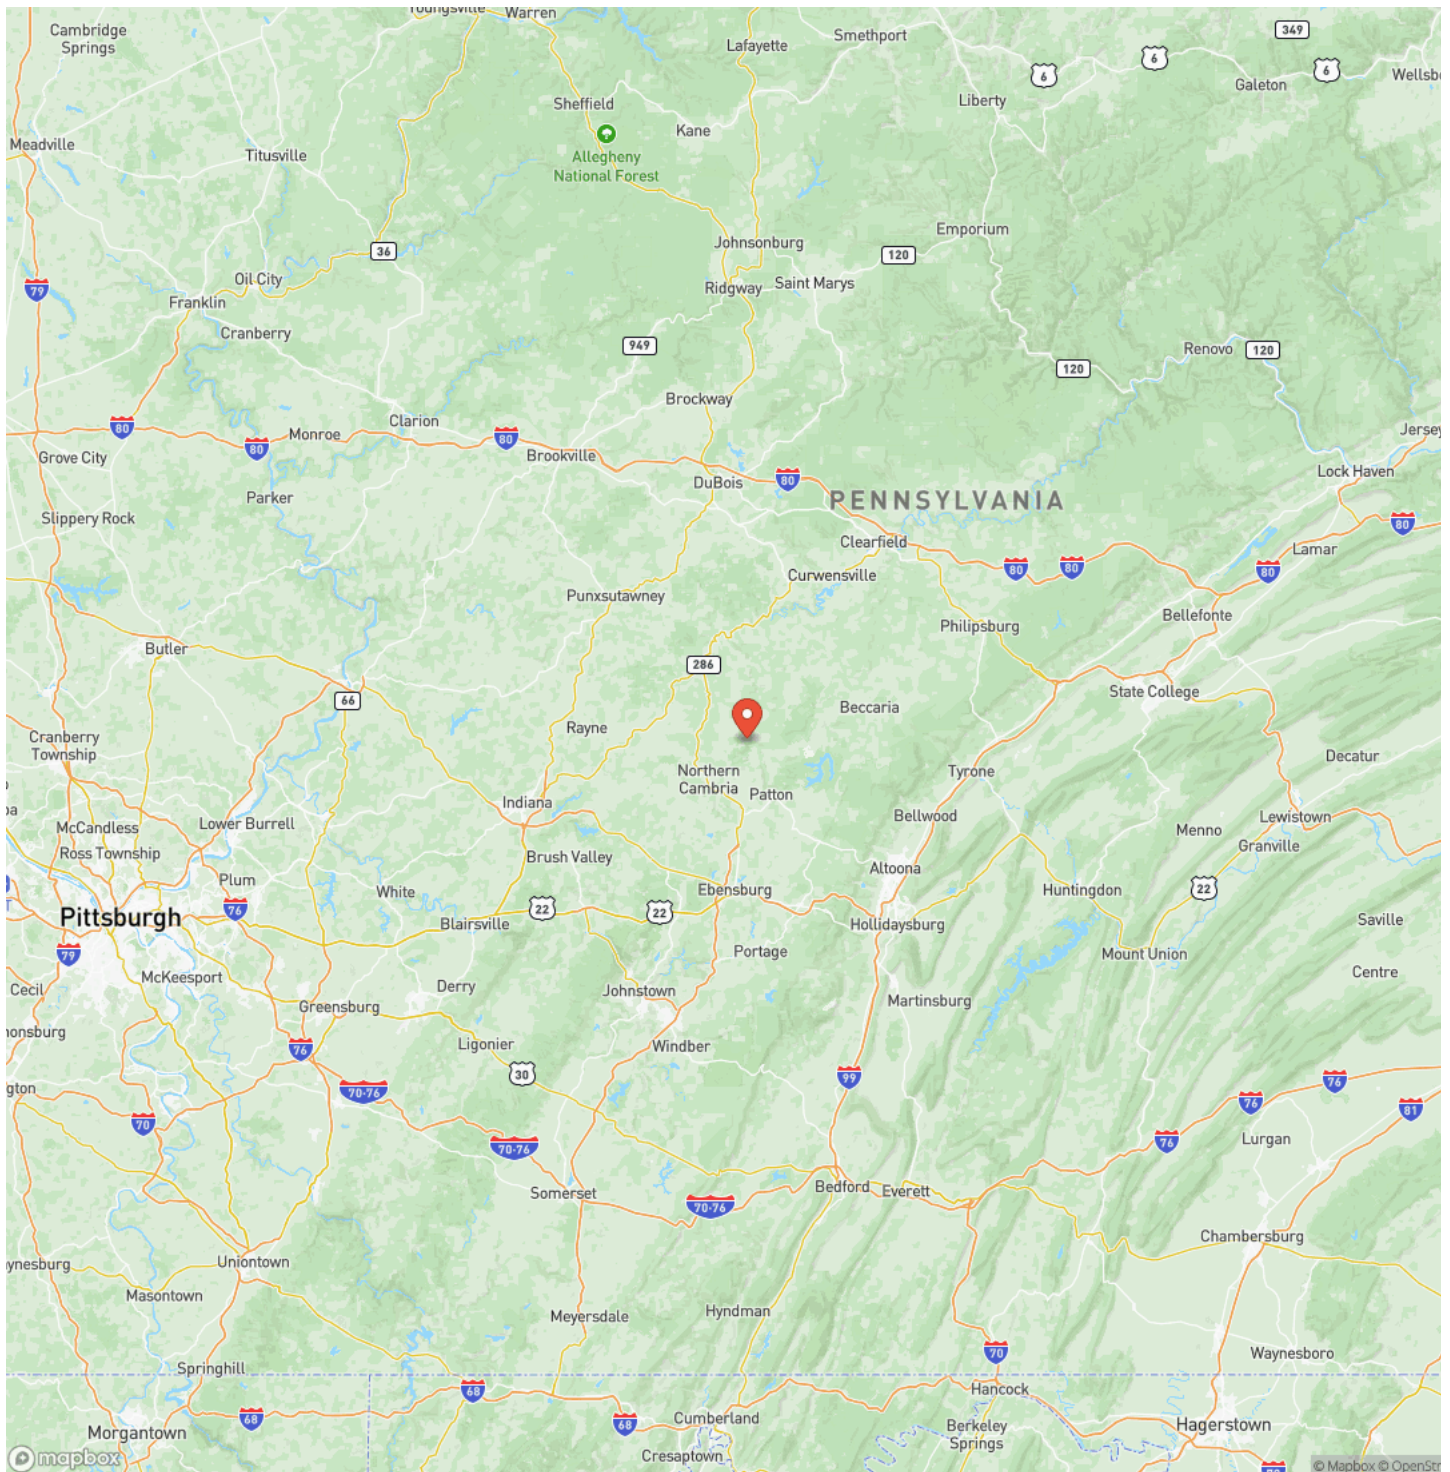 Youngsville
Warren
Cambridge
Springs
Lafayette
Smethport
349
6
6
6
Galeton
Wellsbo
Liberty
Sheffield
Kane
Meadville
Titusville
Allegheny
National Forest
Emporium
Johnsonburg
36
120
79
Oil City
Ridgway
Saint Marys
Franklin
Cranberry
949
Renovo
120
120
Brockway
Clarion
80
Monroe
80
80
Jersey
Grove City
Brookville
Lock Haven
DuBois
80
Parker
PENNSYLVANIA
Slippery Rock
80
Clearfield
Lamar
80
80
80
Curwensville
Punxsutawney
Bellefonte
Philipsburg
Butler
286
State College
66
Beccaria
Rayne
Cranberry
Township
Decatur
Northern
Cambria
Tyrone
Patton
pa
Indiana
Bellwood
Lewistown
McCandless
Lower Burrell
Menno
Granville
Ross Township
Brush Valley
Altoona
Plum
White
Ebensburg
Huntingdon
22
76
22
22
Pittsburgh
Blairsville
Hollidaysburg
Saville
79
Portage
Mount Union
McKeesport
Centre
Cecil
Derry
Johnstown
Martinsburg
Greensburg
nonsburg
Ligonier
Windber
76
30
99
76
gton
70-76
76
81
70
76
Lurgan
70-76
Somerset
Bedford
Everett
70-76
Chambersburg
ynesburg
Uniontown
Masontown
Hyndman
Meyersdale
70
Waynesboro
Springhill
68
Hancock
68
Cumberland
68
Hagerstown
Morgantown
Berkeley
Springs
Cresaptown
mapbox
© Mapbox © OpenStr